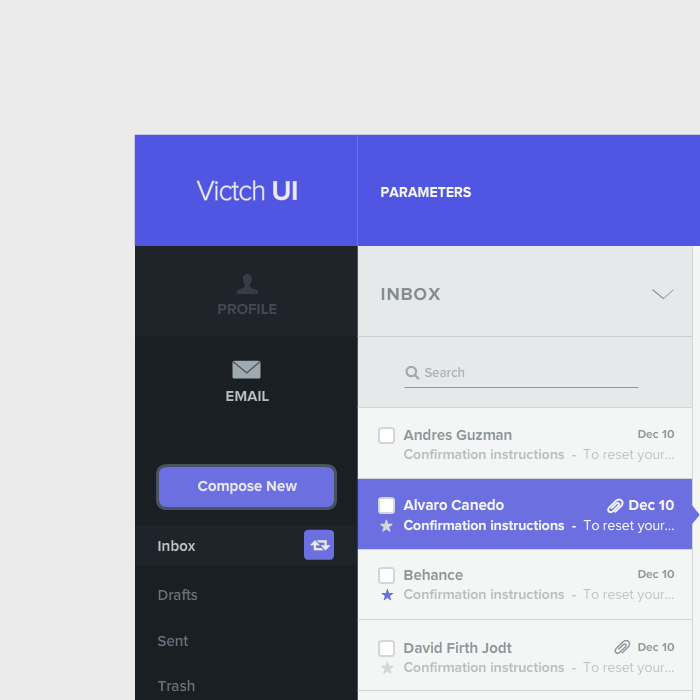 Victch UI
PARAMETERS
PROFILE
EMAIL
Compose New
Inbox
Drafts
Sent
Trash
INBOX
Search
Andres Guzman Dec 10
Confirmation instructions - To reset your...
Alvaro Canedo Dec 10
Confirmation instructions - To reset your...
Behance Dec 10
Confirmation instructions - To reset your...
David Firth Jodt Dec 10
Confirmation instructions - To reset your...